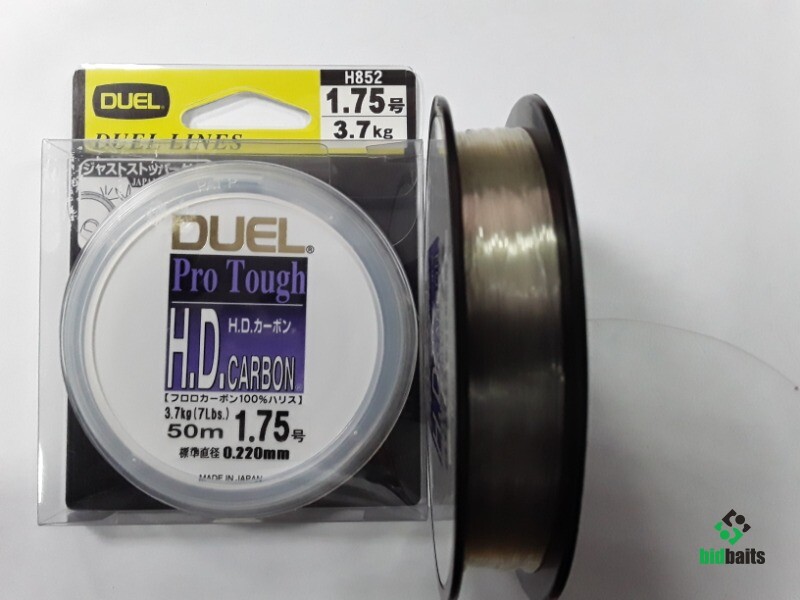 H852
DUEL®
1.75号
3.7kg
DUEL LINES
ジャストストッパー
JAPAN
DUEL®
Pro Tough
H.D.カーボン®
H.D.CARBON®
【フロロカーボン100%ハリス】
3.7kg(7Lbs.)
50m 1.75号
標準直径 0.220mm
MADE IN JAPAN
bidbaits